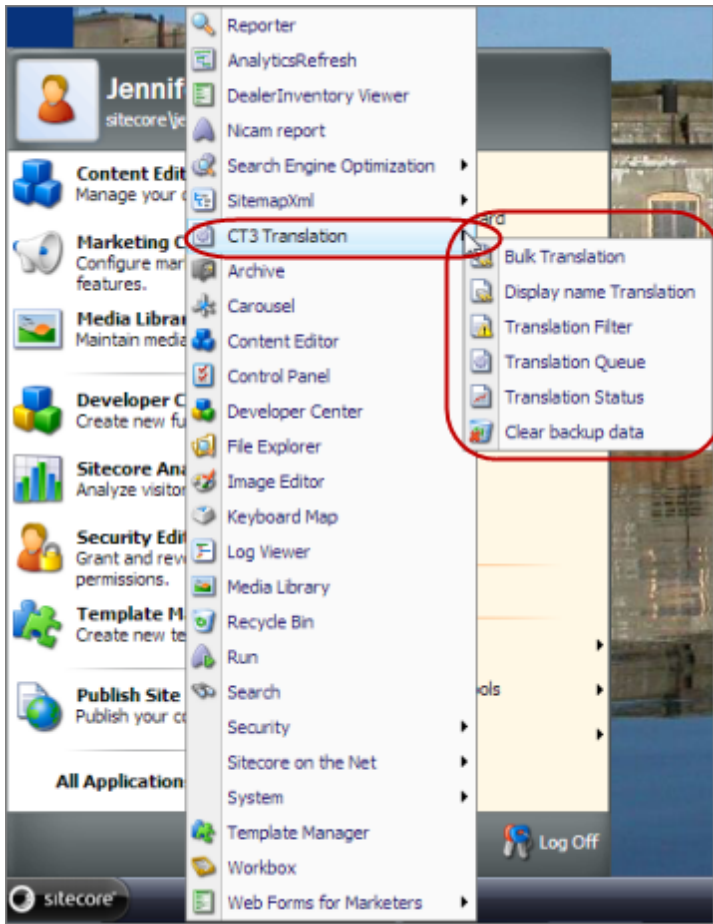 Jennif
sitecore\je
Content Edit
Manage your
Marketing C
Configure mar
features.
Media Librar
Maintain media
Developer C
Create new fu
Sitecore Ana
Analyze visitor
Security Edit
Grant and rev
permissions.
Template M
Create new te
Publish Site
Publish your co
All Application
Reporter
AnalyticsRefresh
DealerInventory Viewer
Nicam report
Search Engine Optimization
SitemapXml
CT3 Translation
Archive
Carousel
Content Editor
Control Panel
Developer Center
File Explorer
Image Editor
Keyboard Map
Log Viewer
Media Library
Recycle Bin
Run
Search
Security
Sitecore on the Net
System
Template Manager
Workbox
Web Forms for Marketers
ard
Bulk Translation
Display name Translation
Translation Filter
Translation Queue
Translation Status
Clear backup data
ols
Log Off
sitecore